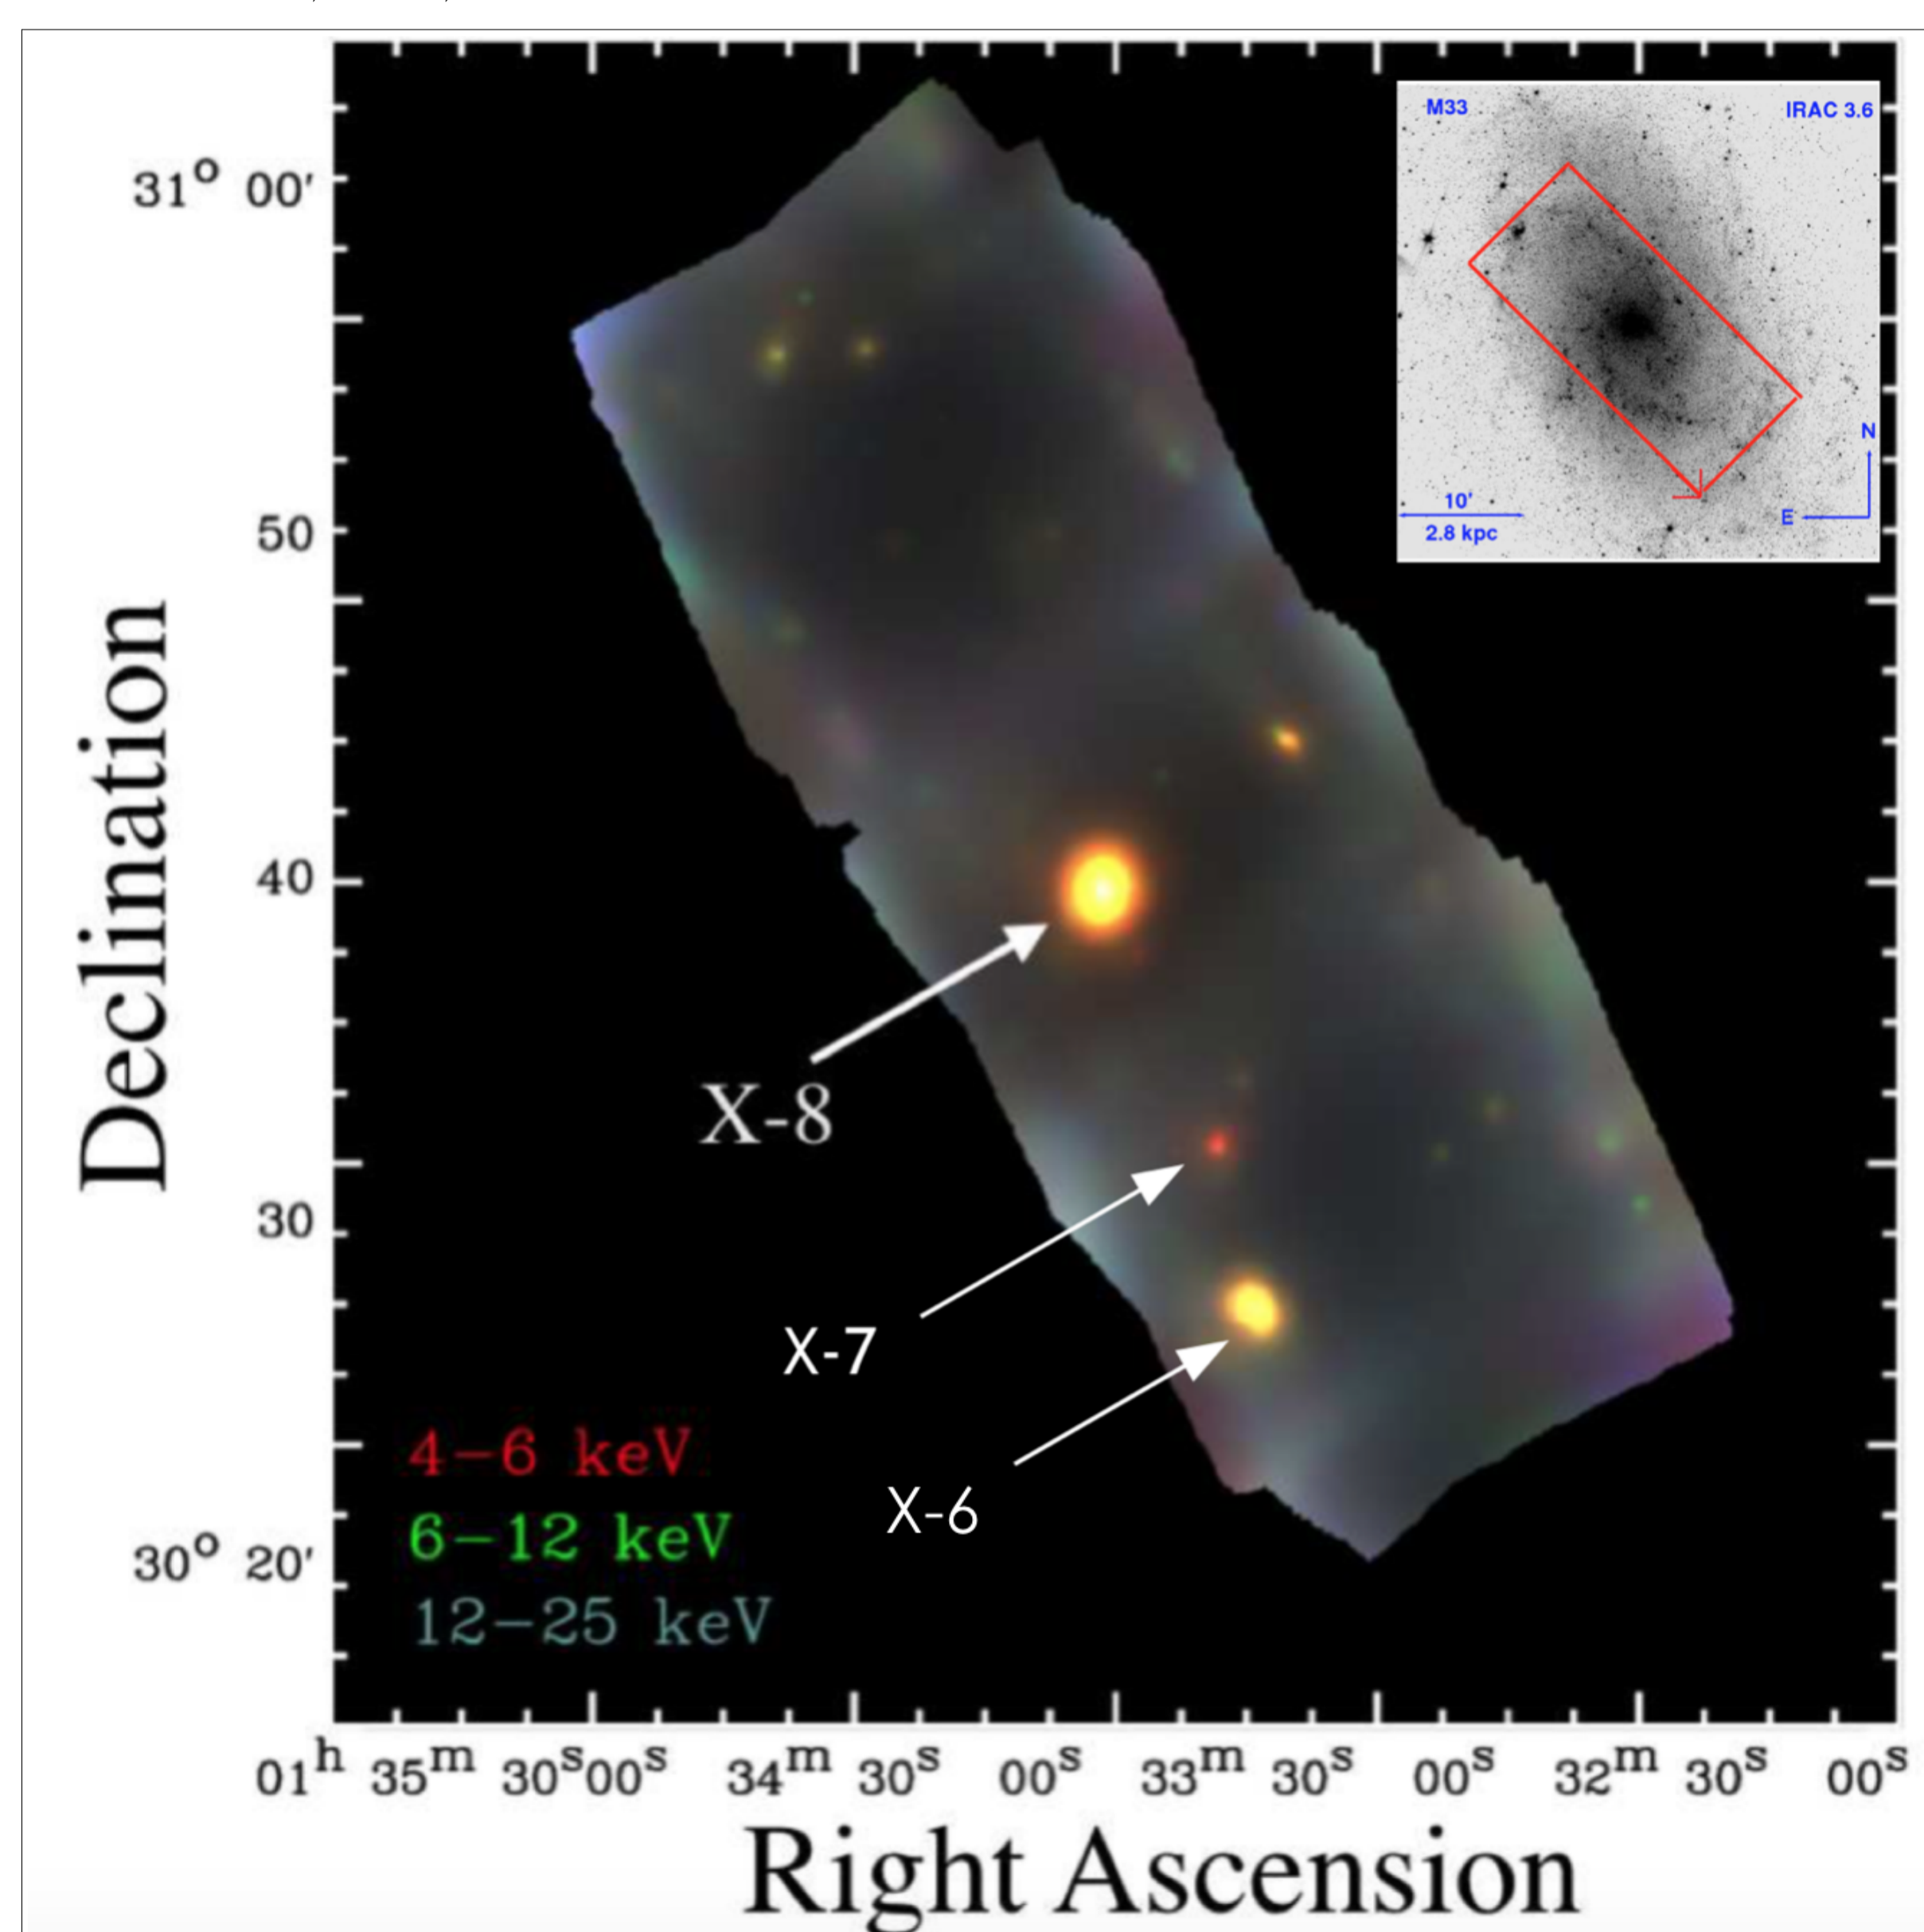 M33
IRAC 3.6
31° 00′
50
40
30
30° 20′
Declination
N
E
10′
2.8 kpc
X-8
X-7
X-6
4−6 keV
6−12 keV
12−25 keV
01ʰ 35ᵐ 30ˢ00ˢ 34ᵐ 30ˢ 00ˢ 33ᵐ 30ˢ 00ˢ 32ᵐ 30ˢ 00ˢ
Right Ascension